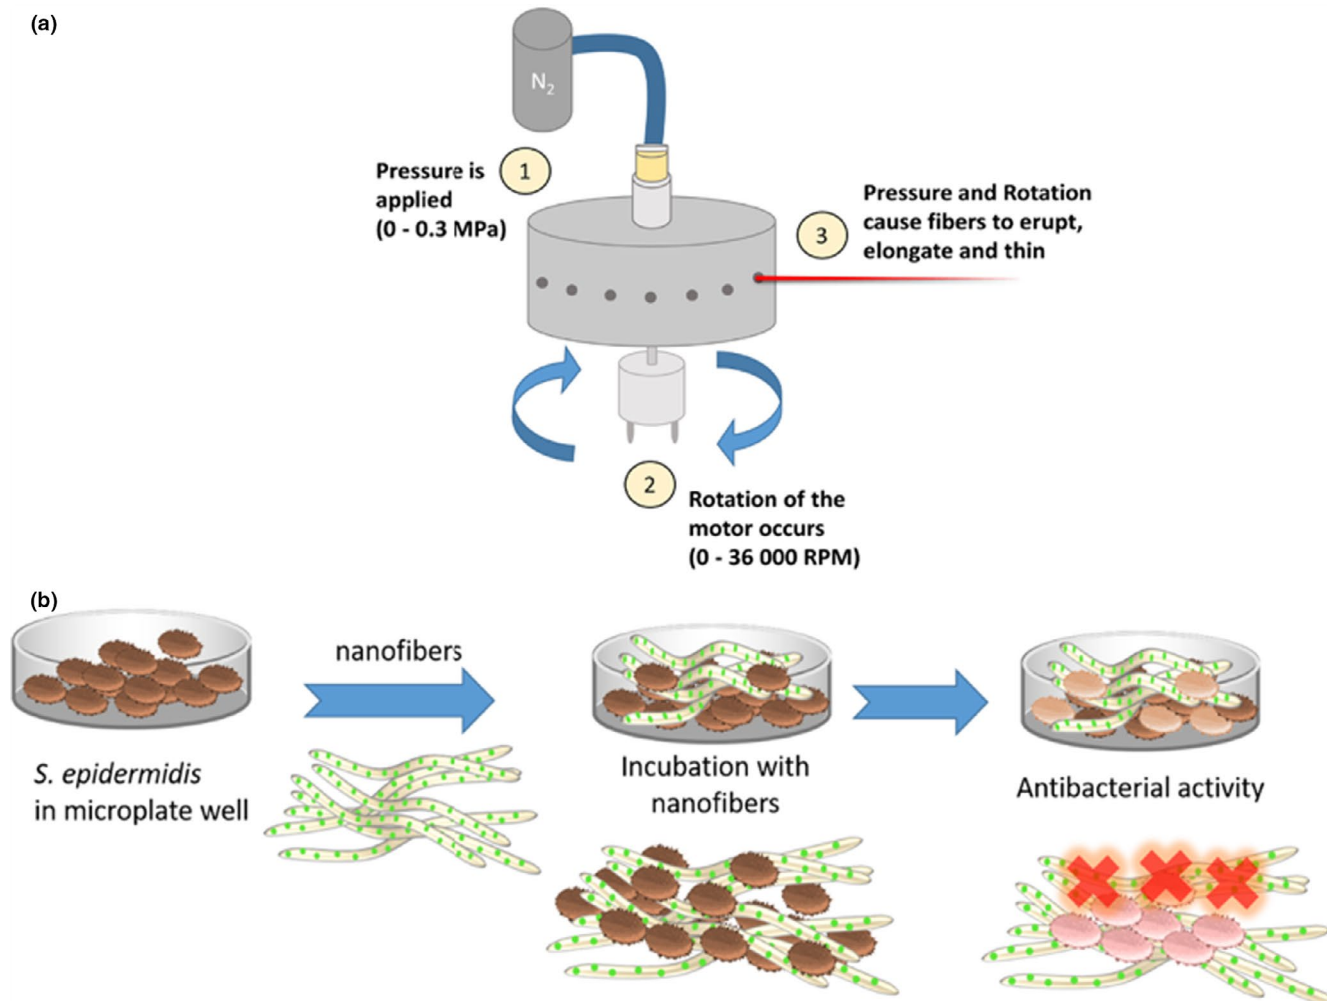 (a)
N₂
1
Pressure is
applied
(0 - 0.3 MPa)
3
Pressure and Rotation
cause fibers to erupt,
elongate and thin
2
Rotation of the
motor occurs
(0 - 36 000 RPM)
(b)
nanofibers
S. epidermidis
in microplate well
Incubation with
nanofibers
Antibacterial activity